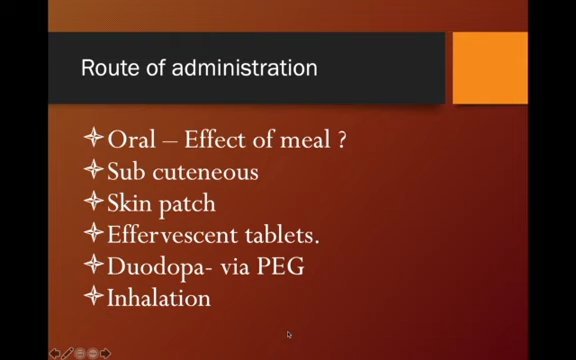 Route of administration
Oral – Effect of meal ?
Sub cuteneous
Skin patch
Effervescent tablets.
Duodopa- via PEG
Inhalation